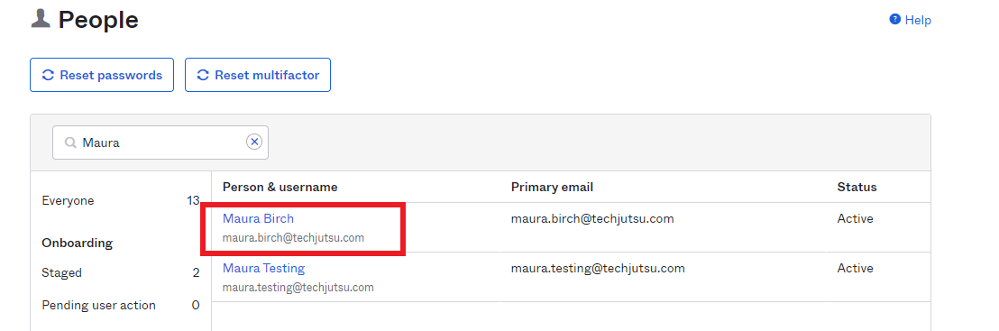 People
Help
Reset passwords
Reset multifactor
Maura
Person & username Primary email Status
Everyone 13
Maura Birch maura.birch@techjutsu.com Active
maura.birch@techjutsu.com
Onboarding
Staged 2
Maura Testing maura.testing@techjutsu.com Active
maura.testing@techjutsu.com
Pending user action 0